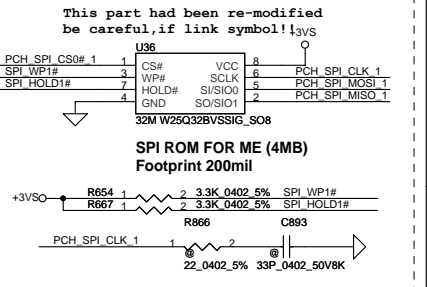 This part had been re-modified
be careful,if link symbol!!
+3VS
U36
PCH_SPI_CS0#_1 1 CS# VCC 8
SPI_WP1# 3 WP# SCLK 6 PCH_SPI_CLK_1
SPI_HOLD1# 7 HOLD# SI/SIO0 5 PCH_SPI_MOSI_1
4 GND SO/SIO1 2 PCH_SPI_MISO_1
32M W25Q32BVSSIG_SO8
SPI ROM FOR ME (4MB)
Footprint 200mil
+3VS R654 1 2 3.3K_0402_5% SPI_WP1#
R667 1 2 3.3K_0402_5% SPI_HOLD1#
R866 C893
PCH_SPI_CLK_1 1 2
@ @
22_0402_5% 33P_0402_50V8K